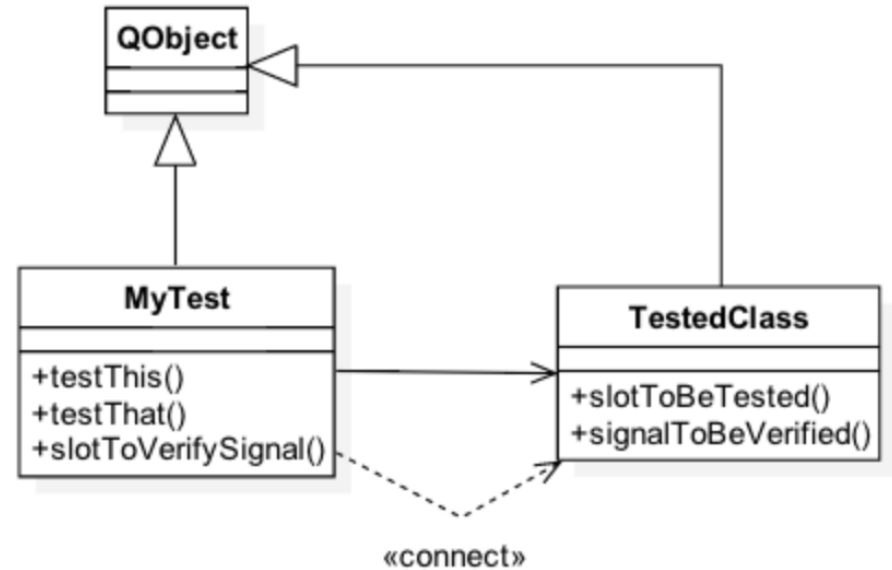 QObject
MyTest
+testThis()
+testThat()
+slotToVerifySignal()
TestedClass
+slotToBeTested()
+signalToBeVerified()
«connect»